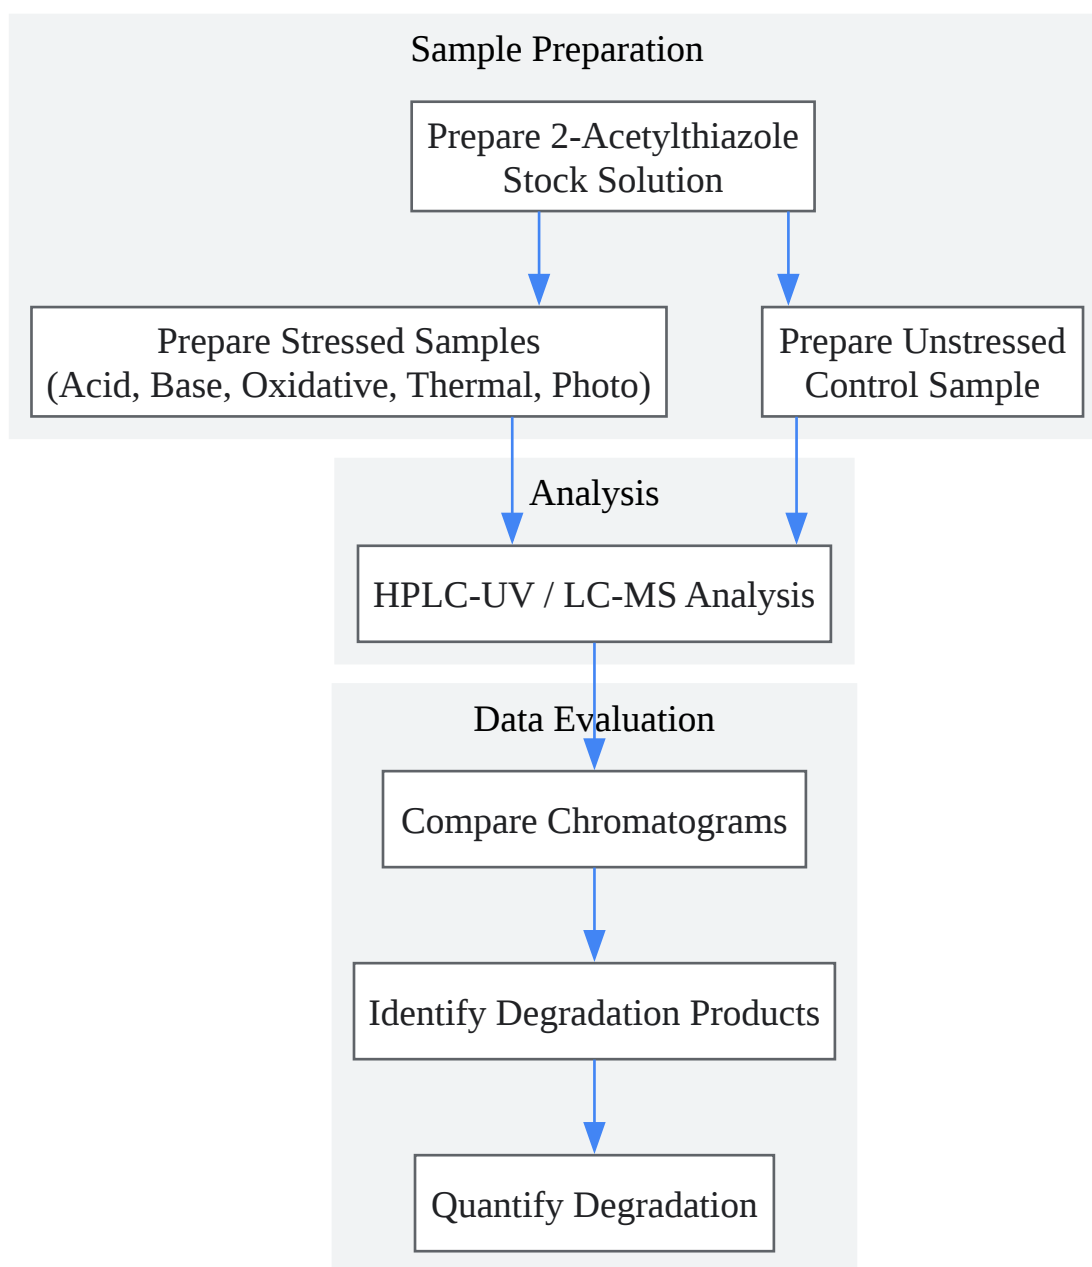 Sample Preparation
Prepare 2-Acetylthiazole
Stock Solution
Prepare Stressed Samples
(Acid, Base, Oxidative, Thermal, Photo)
Prepare Unstressed
Control Sample
Analysis
HPLC-UV / LC-MS Analysis
Data Evaluation
Compare Chromatograms
Identify Degradation Products
Quantify Degradation